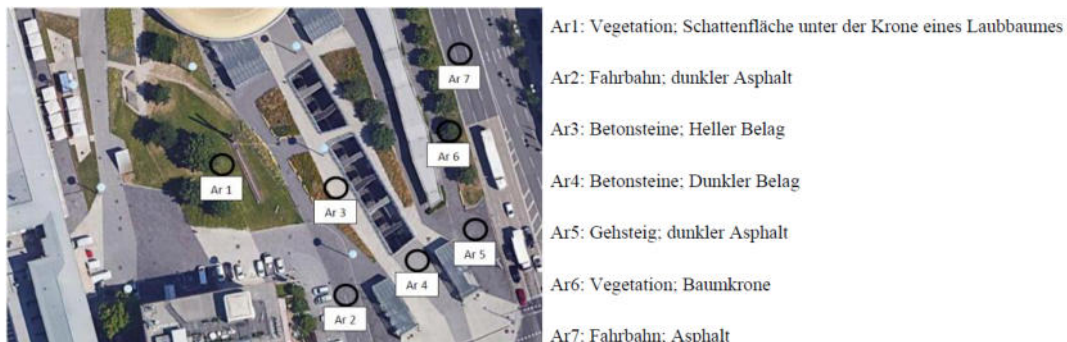 Ar 7
Ar 6
Ar 1
Ar 3
Ar 5
Ar 4
Ar 2
Ar1: Vegetation; Schattenfläche unter der Krone eines Laubbaumes
Ar2: Fahrbahn; dunkler Asphalt
Ar3: Betonsteine; Heller Belag
Ar4: Betonsteine; Dunkler Belag
Ar5: Gehsteig; dunkler Asphalt
Ar6: Vegetation; Baumkrone
Ar7: Fahrbahn; Asphalt